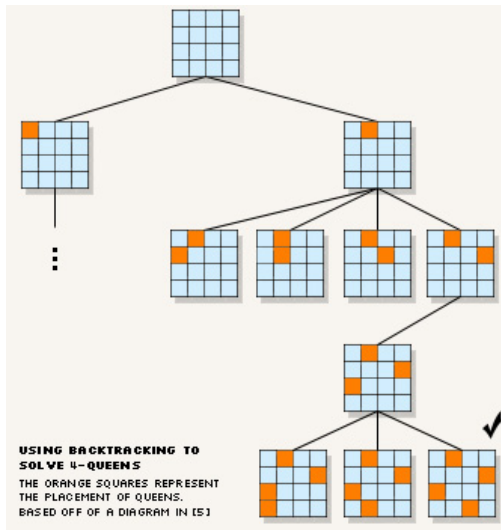 USING BACKTRACKING TO
SOLVE 4-QUEENS
THE ORANGE SQUARES REPRESENT
THE PLACEMENT OF QUEENS.
BASED OFF OF A DIAGRAM IN [5]